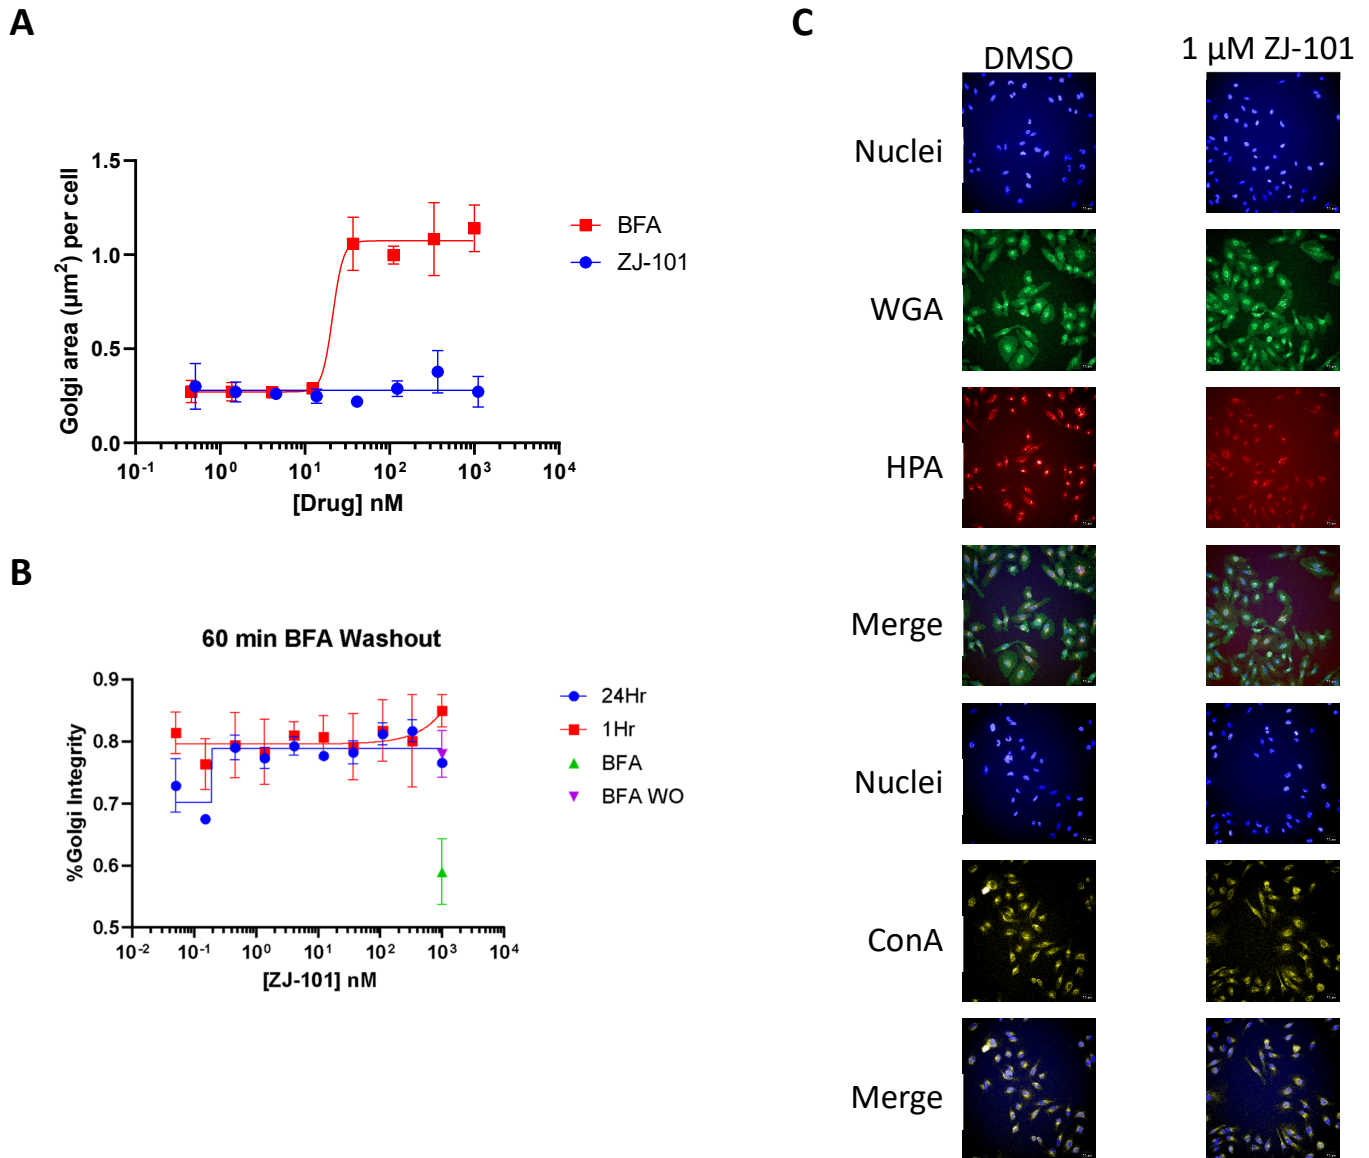 A
1.5
1.0
0.5
0.0
Golgi area (µm²) per cell
10⁻¹ 10⁰ 10¹ 10² 10³ 10⁴
[Drug] nM
BFA
ZJ-101
B
60 min BFA Washout
0.9
0.8
0.7
0.6
0.5
%Golgi Integrity
10⁻² 10⁻¹ 10⁰ 10¹ 10² 10³ 10⁴
[ZJ-101] nM
24Hr
1Hr
BFA
BFA WO
C
DMSO 1 µM ZJ-101
Nuclei
WGA
HPA
Merge
Nuclei
ConA
Merge